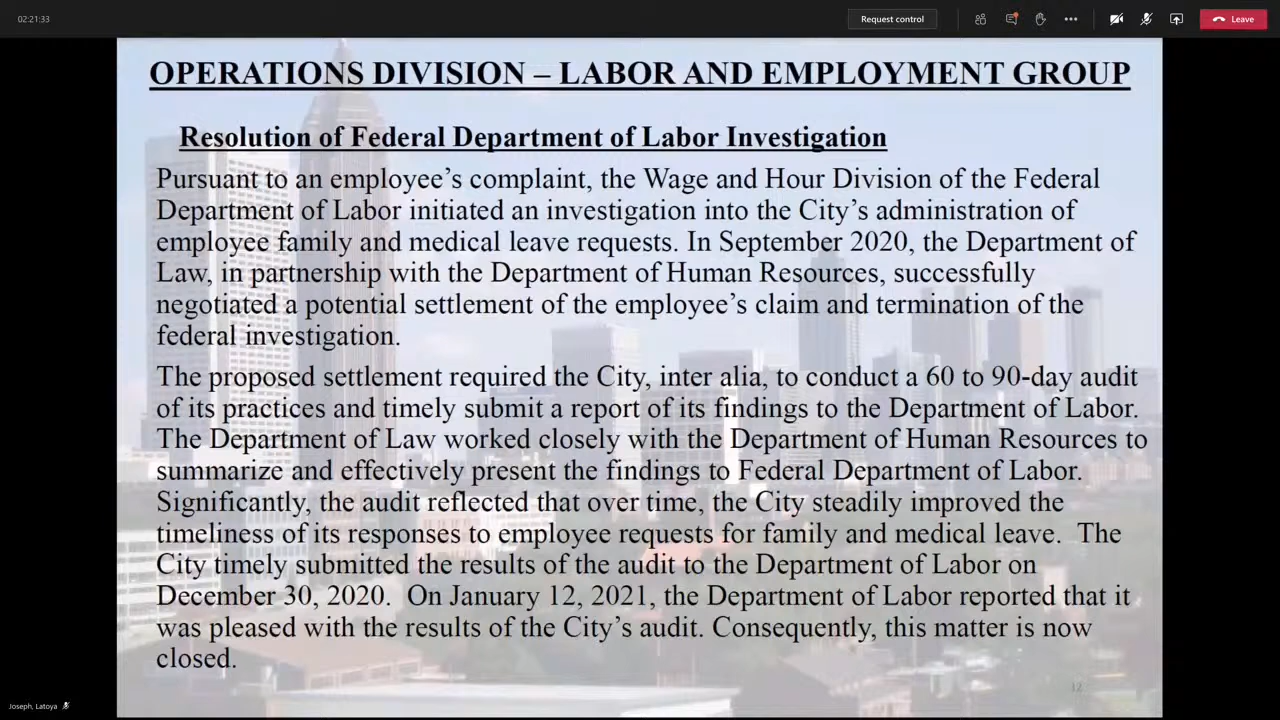 02:21:33
Request control
Leave
OPERATIONS DIVISION – LABOR AND EMPLOYMENT GROUP
Resolution of Federal Department of Labor Investigation
Pursuant to an employee’s complaint, the Wage and Hour Division of the Federal
Department of Labor initiated an investigation into the City’s administration of
employee family and medical leave requests. In September 2020, the Department of
Law, in partnership with the Department of Human Resources, successfully
negotiated a potential settlement of the employee’s claim and termination of the
federal investigation.
The proposed settlement required the City, inter alia, to conduct a 60 to 90-day audit
of its practices and timely submit a report of its findings to the Department of Labor.
The Department of Law worked closely with the Department of Human Resources to
summarize and effectively present the findings to Federal Department of Labor.
Significantly, the audit reflected that over time, the City steadily improved the
timeliness of its responses to employee requests for family and medical leave.  The
City timely submitted the results of the audit to the Department of Labor on
December 30, 2020.  On January 12, 2021, the Department of Labor reported that it
was pleased with the results of the City’s audit. Consequently, this matter is now
closed.
12
Joseph, Latoya